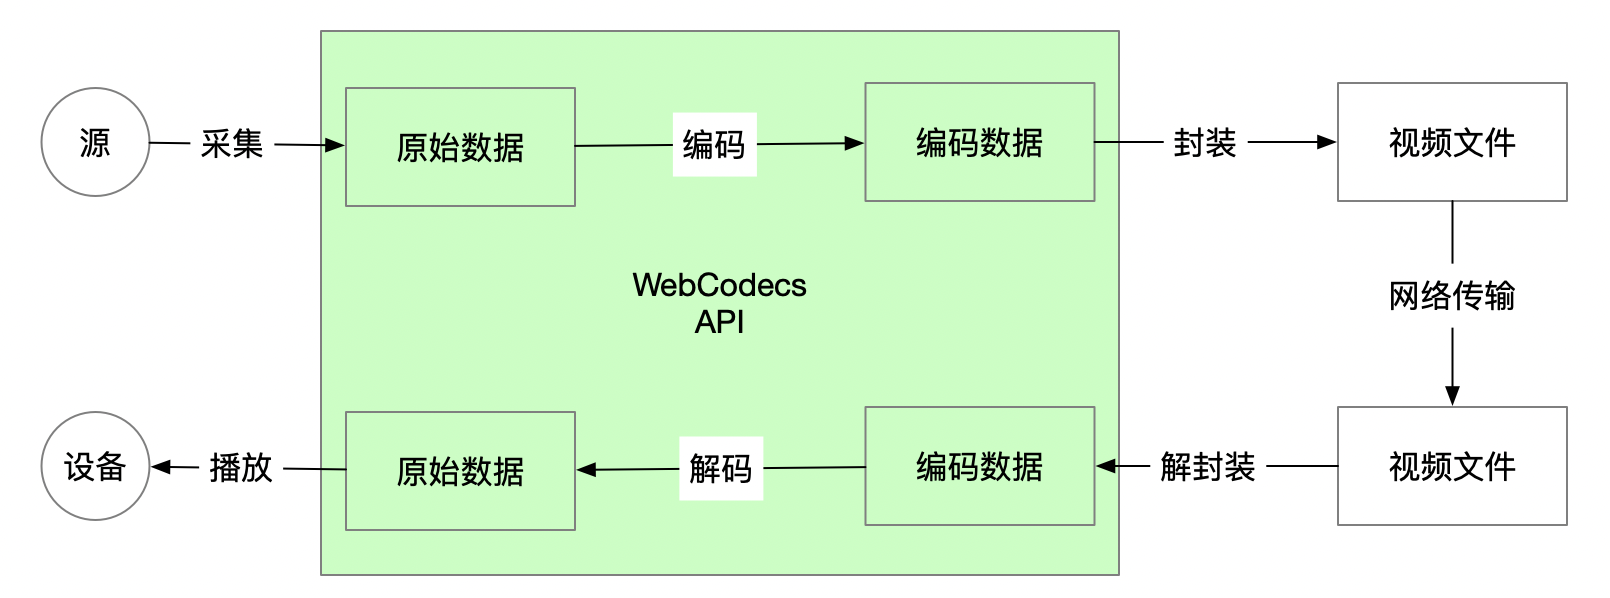 源
采集
原始数据
编码
编码数据
封装
视频文件
WebCodecs
API
网络传输
设备
播放
原始数据
解码
编码数据
解封装
视频文件